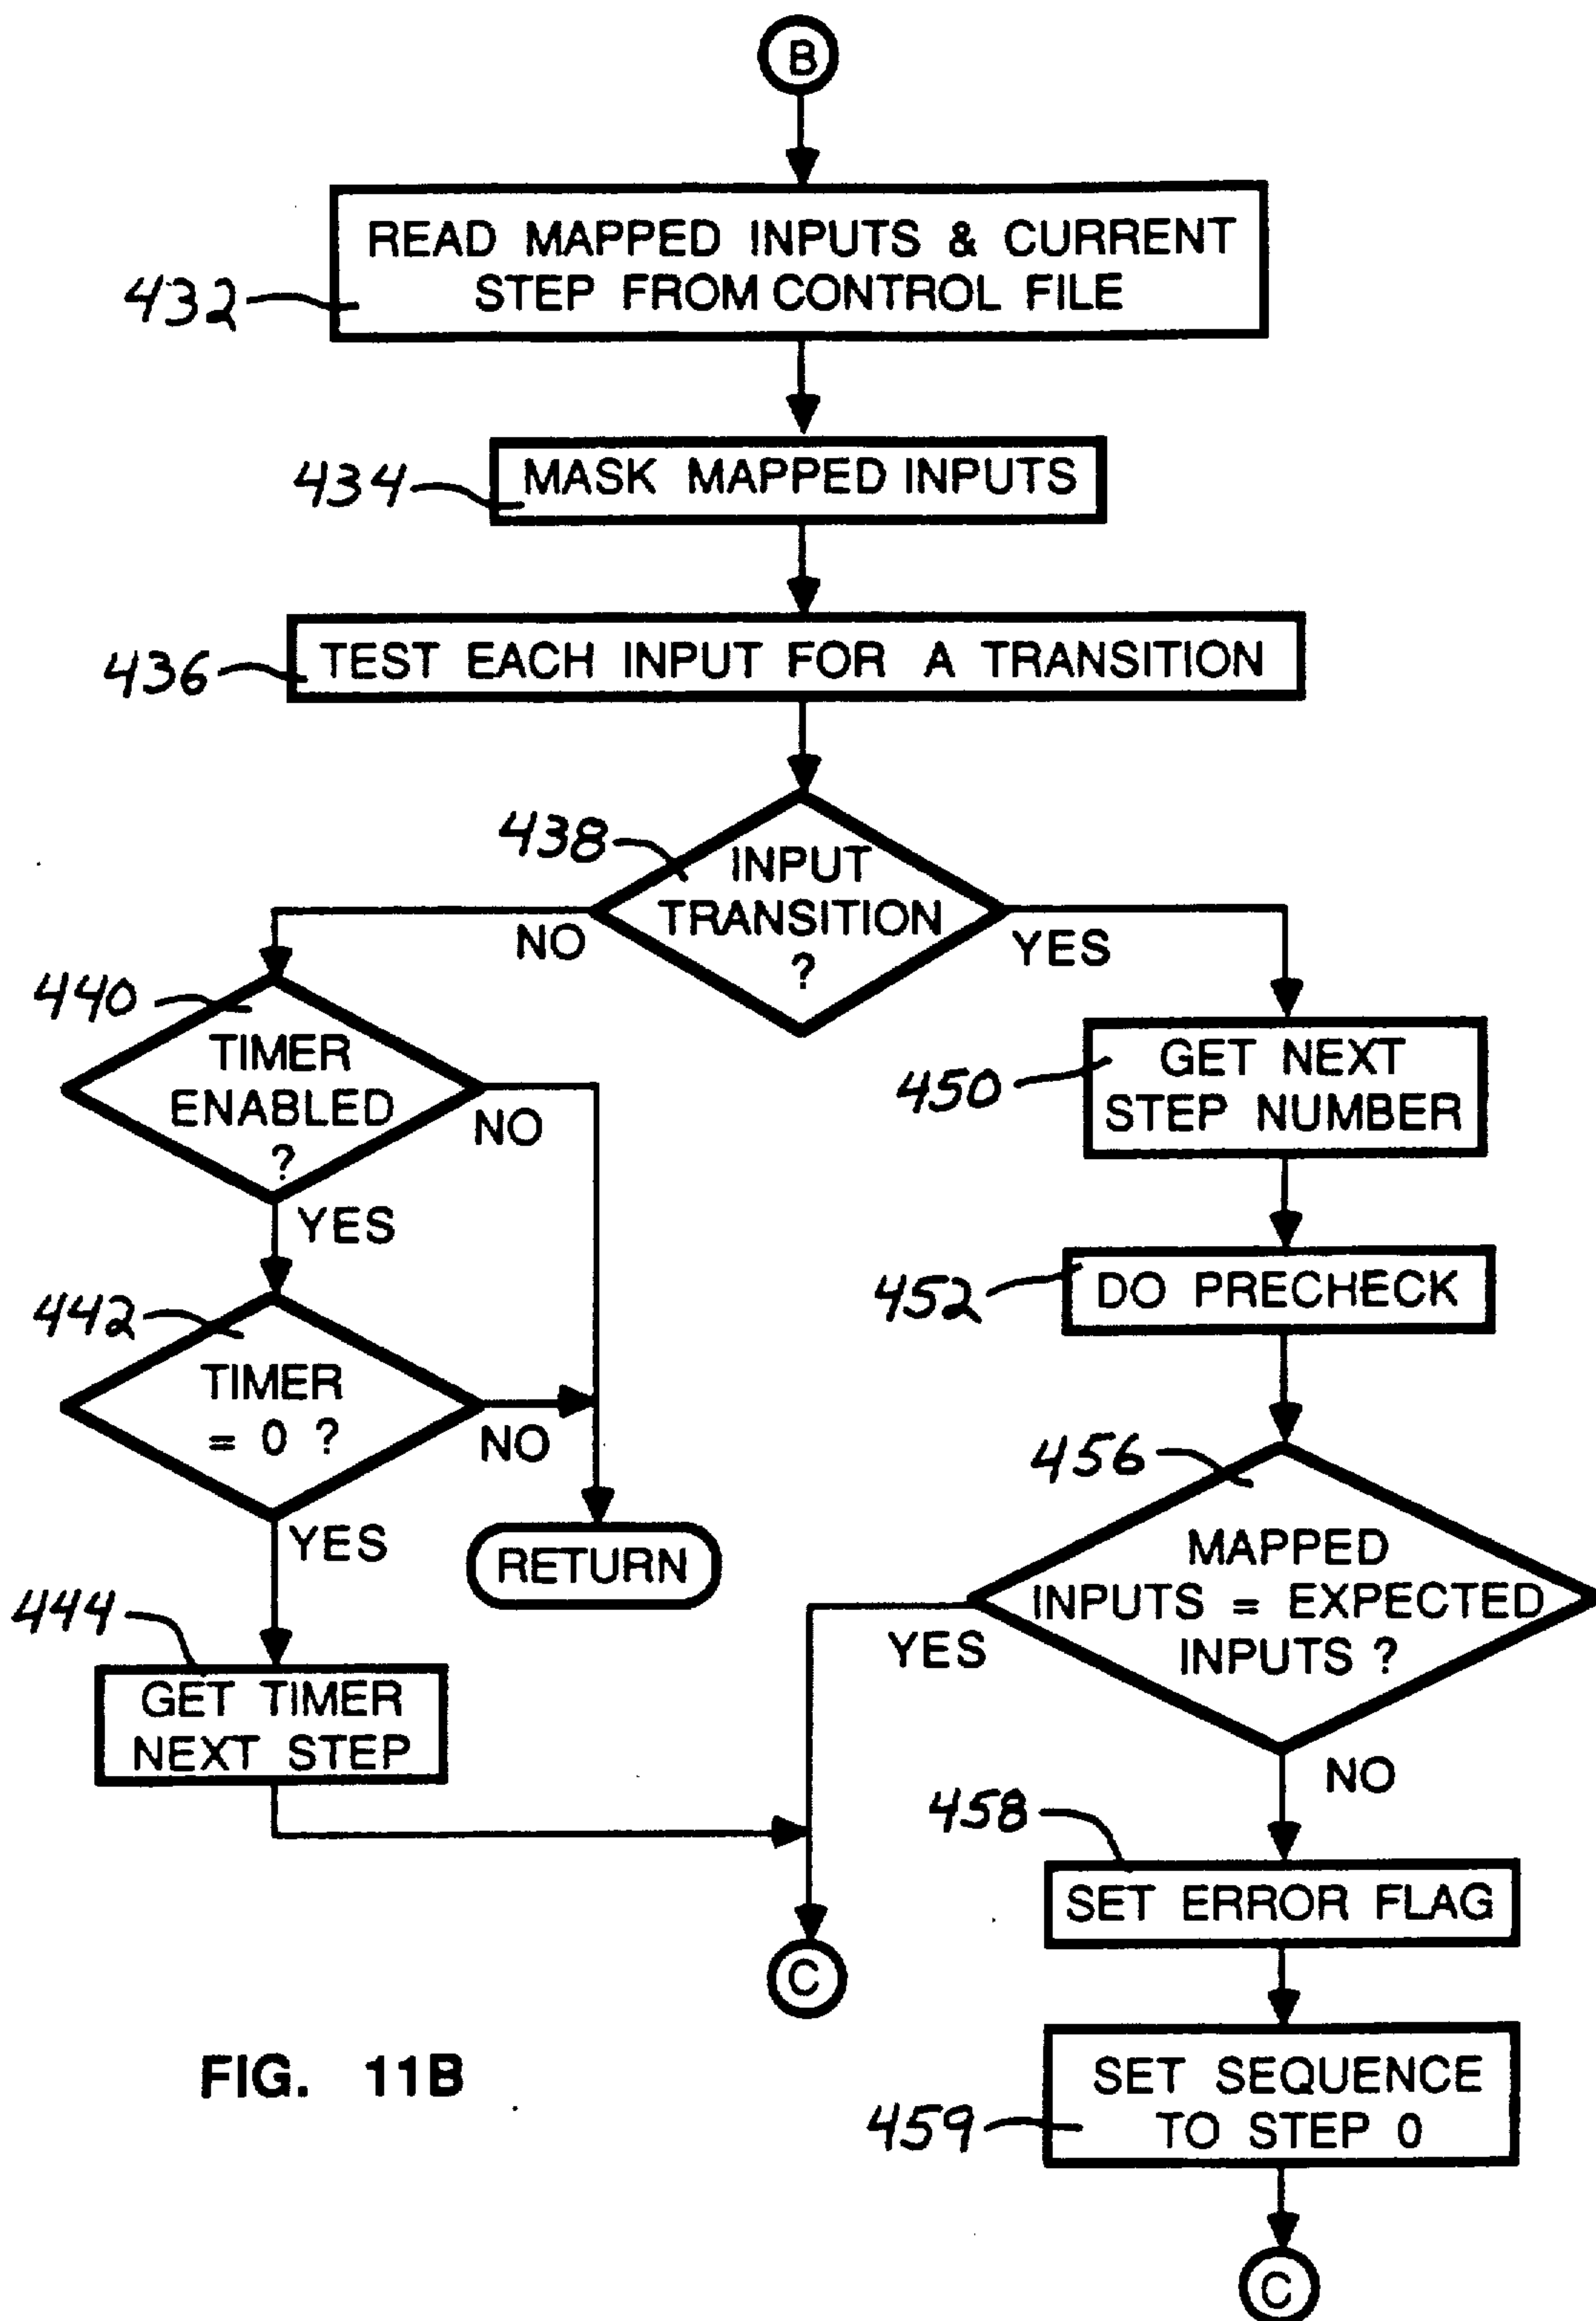 B
READ MAPPED INPUTS & CURRENT
STEP FROM CONTROL FILE
432
434
MASK MAPPED INPUTS
436
TEST EACH INPUT FOR A TRANSITION
438
INPUT
TRANSITION
?
NO
YES
440
TIMER
ENABLED
?
NO
YES
450
GET NEXT
STEP NUMBER
452
DO PRECHECK
442
TIMER
= 0 ?
NO
YES
RETURN
456
MAPPED
INPUTS = EXPECTED
INPUTS ?
YES
NO
444
GET TIMER
NEXT STEP
458
SET ERROR FLAG
C
459
SET SEQUENCE
TO STEP 0
C
FIG. 11B